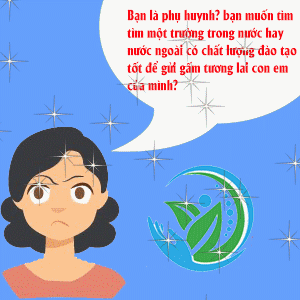 Bạn là phụ huynh? bạn muốn tìm
tìm một trường trong nước hay
nước ngoài có chất lượng đào tạo
tốt để gửi gấm tương lai con em
của mình?